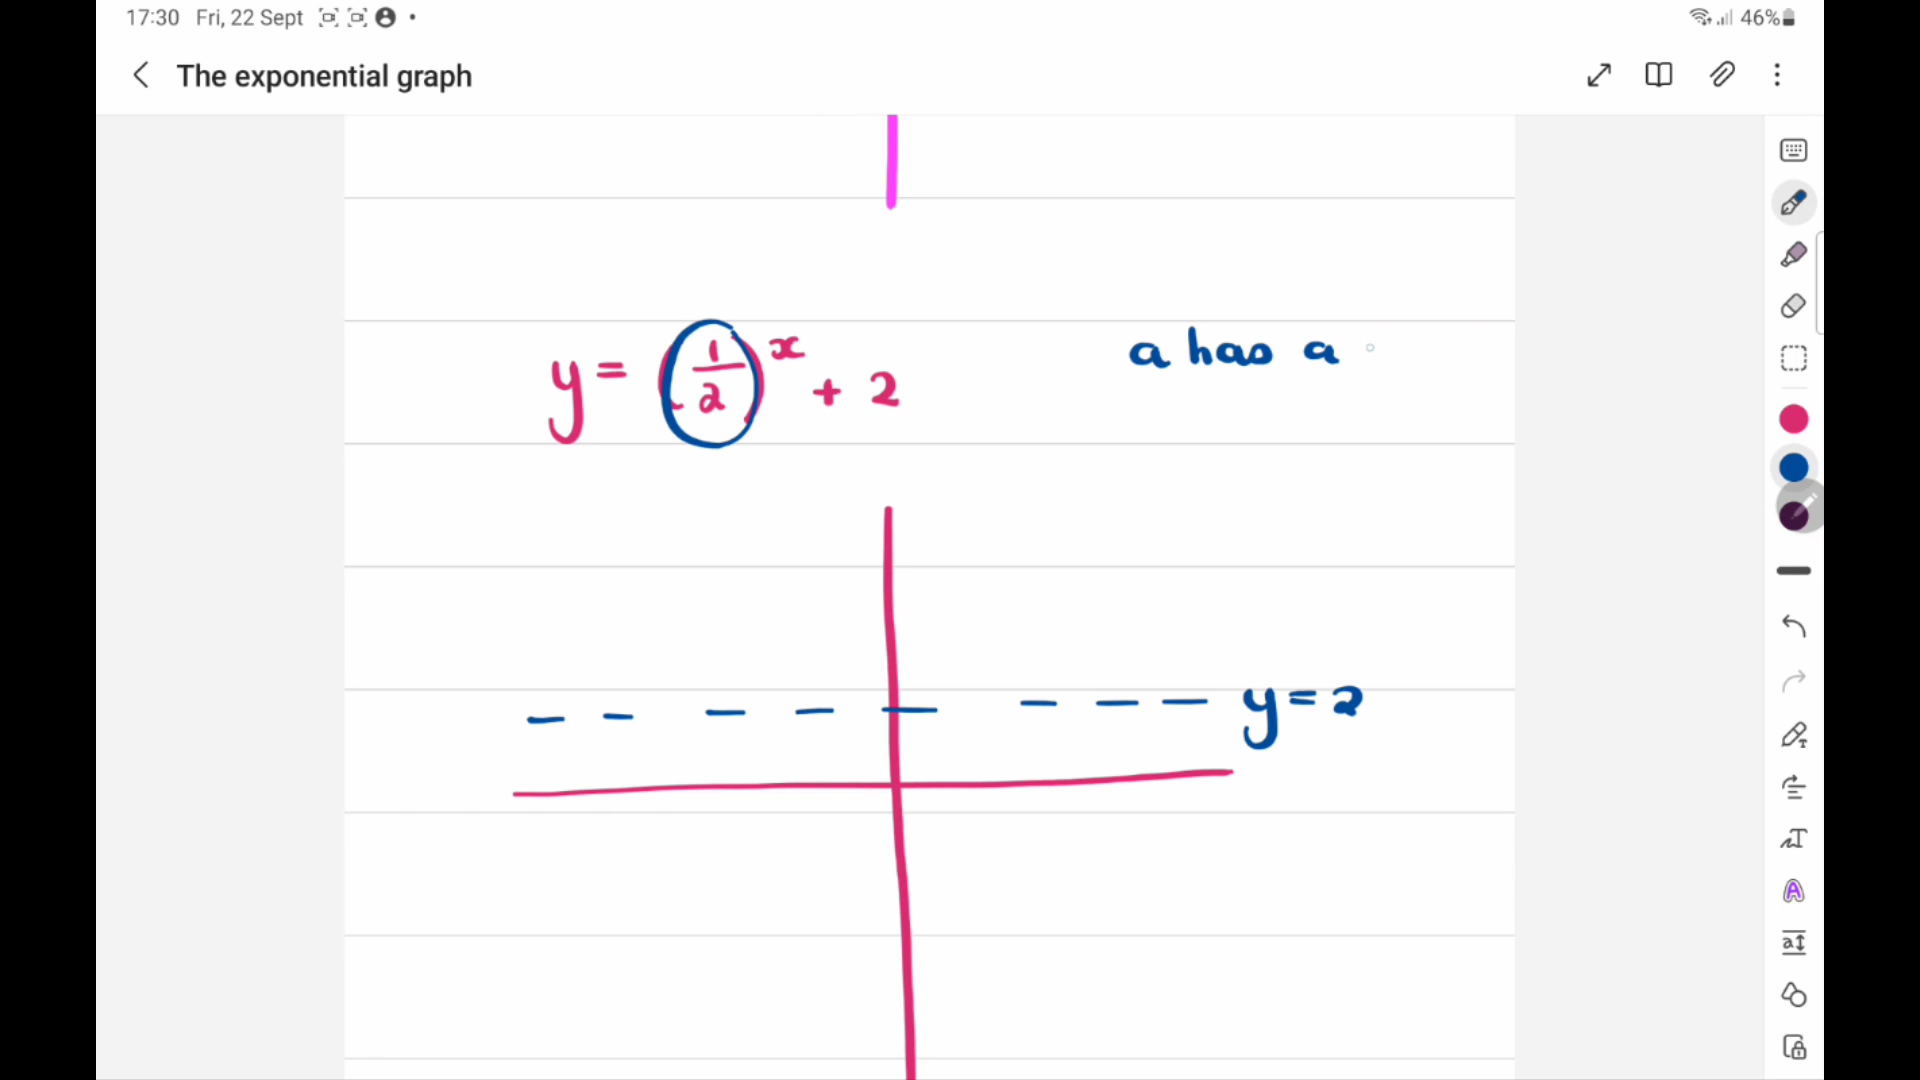 17:30 Fri, 22 Sept • 46%
The exponential graph
y = (1/2)^x + 2
a has a
y = 2